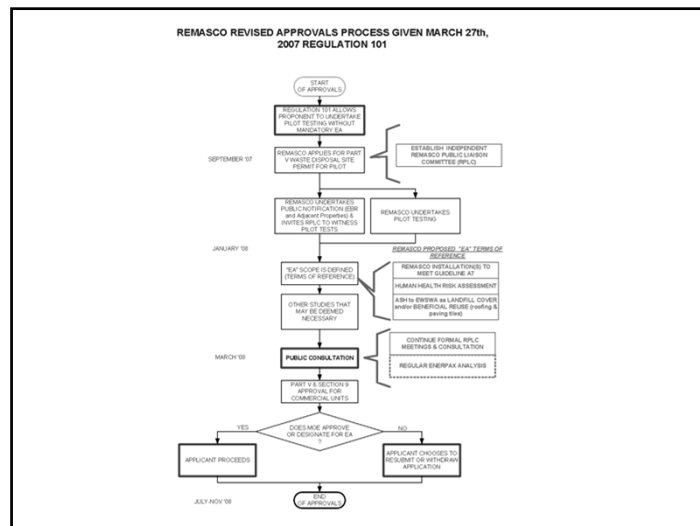 REMASCO REVISED APPROVALS PROCESS GIVEN MARCH 27th,
2007 REGULATION 101
START
OF APPROVALS
REGULATION 101 ALLOWS
PROPONENT TO UNDERTAKE
PILOT TESTING WITHOUT
MANDATORY EA
SEPTEMBER '07
REMASCO APPLIES FOR PART
V WASTE DISPOSAL SITE
PERMIT FOR PILOT
ESTABLISH INDEPENDENT
REMASCO PUBLIC LIAISON
COMMITTEE (RPLC)
REMASCO UNDERTAKES
PUBLIC NOTIFICATION (EBR
and Adjacent Properties) &
INVITES RPLC TO WITNESS
PILOT TESTS
REMASCO UNDERTAKES
PILOT TESTING
JANUARY '08
REMASCO PROPOSED "EA" TERMS OF
REFERENCE
"EA" SCOPE IS DEFINED
(TERMS OF REFERENCE)
REMASCO INSTALLATION(S) TO
MEET GUIDELINE A7
HUMAN HEALTH RISK ASSESSMENT
ASH to EWSWA as LANDFILL COVER
and/or BENEFICIAL REUSE (roofing &
paving tiles)
OTHER STUDIES THAT
MAY BE DEEMED
NECESSARY
MARCH '08
PUBLIC CONSULTATION
CONTINUE FORMAL RPLC
MEETINGS & CONSULTATION
REGULAR ENERPAX ANALYSIS
PART V & SECTION 9
APPROVAL FOR
COMMERCIAL UNITS
YES
DOES MOE APPROVE
OR DESIGNATE FOR EA
?
NO
APPLICANT PROCEEDS
APPLICANT CHOOSES TO
RESUBMIT OR WITHDRAW
APPLICATION
JULY-NOV '08
END
OF APPROVALS